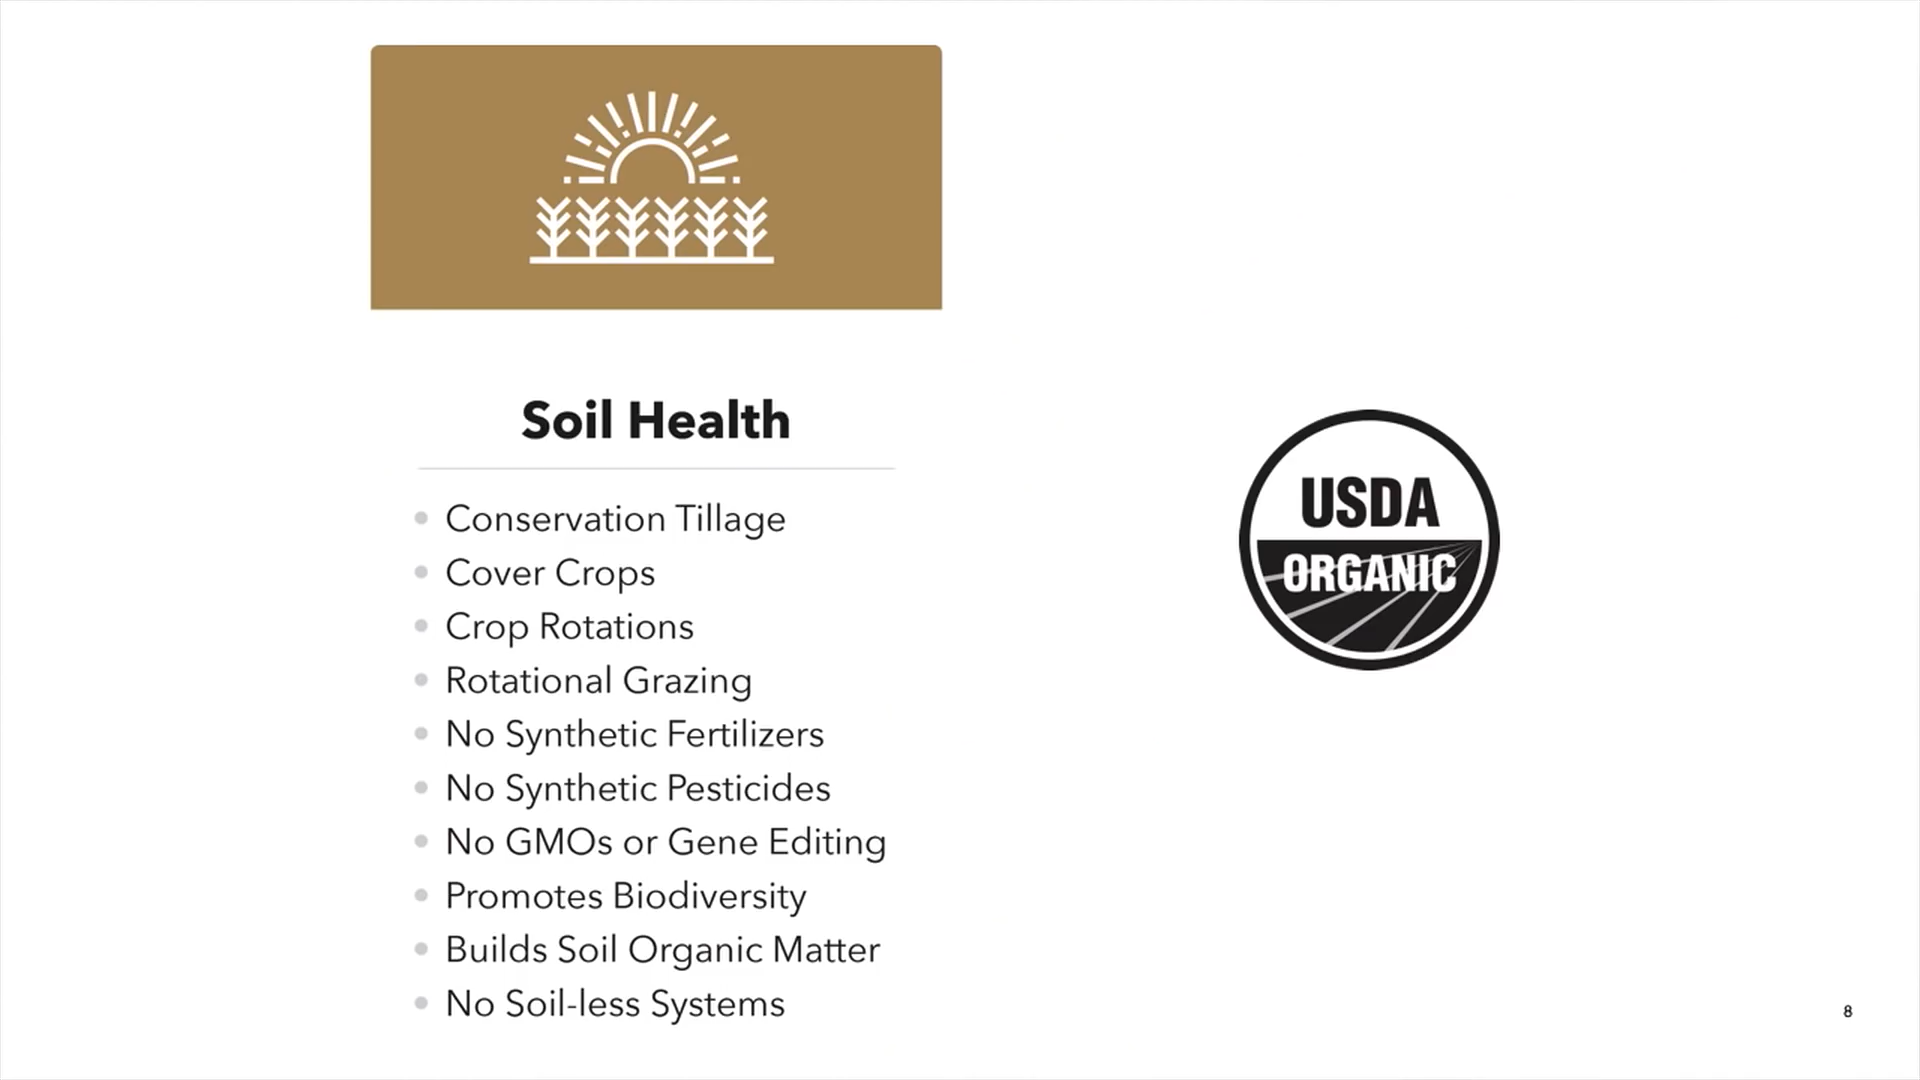 Soil Health
Conservation Tillage
Cover Crops
Crop Rotations
Rotational Grazing
No Synthetic Fertilizers
No Synthetic Pesticides
No GMOs or Gene Editing
Promotes Biodiversity
Builds Soil Organic Matter
No Soil-less Systems
USDA
ORGANIC
8